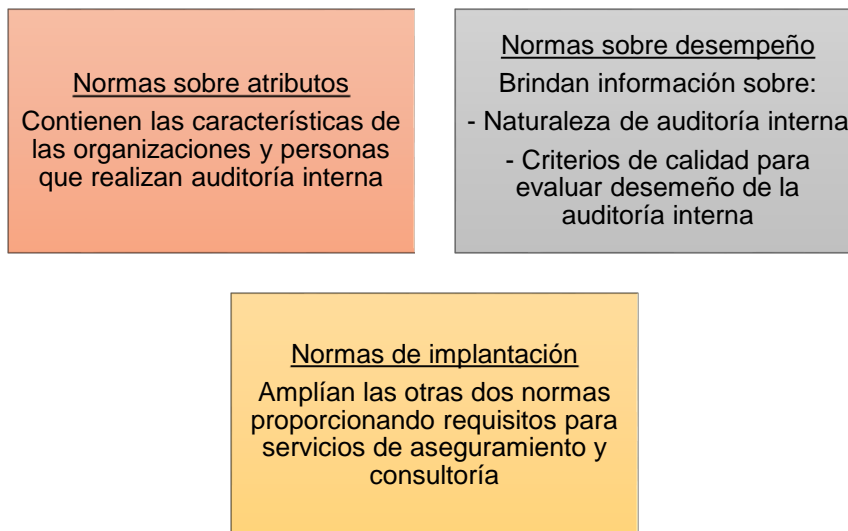 Normas sobre atributos
Contienen las características de
las organizaciones y personas
que realizan auditoría interna
Normas sobre desempeño
Brindan información sobre:
- Naturaleza de auditoría interna
- Criterios de calidad para
evaluar desemeño de la
auditoría interna
Normas de implantación
Amplían las otras dos normas
proporcionando requisitos para
servicios de aseguramiento y
consultoría